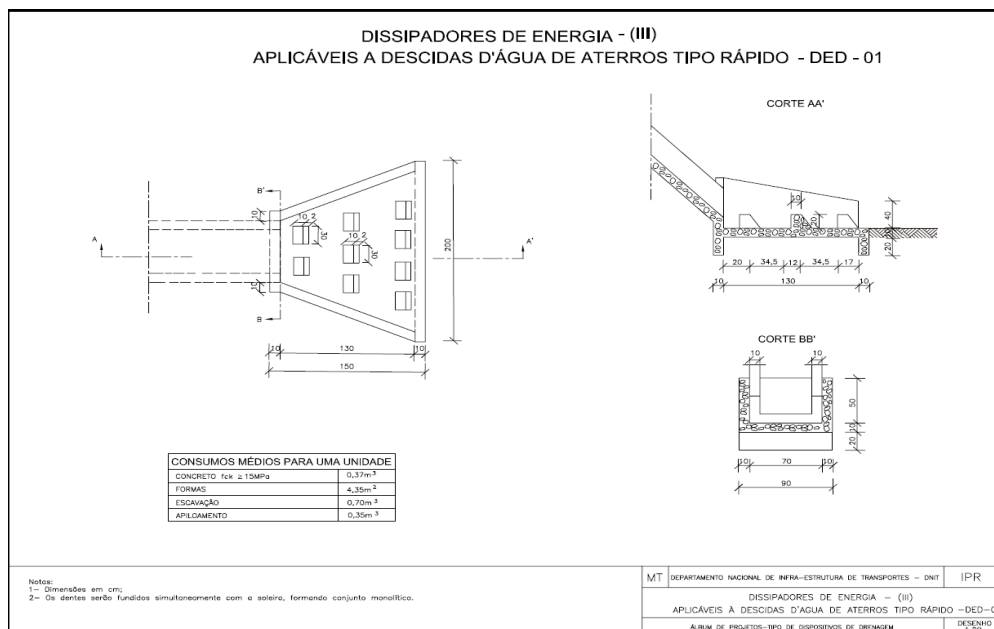 DISSIPADORES DE ENERGIA - (III)
APLICÁVEIS A DESCIDAS D'ÁGUA DE ATERROS TIPO RÁPIDO - DED - 01
CORTE AA'
B'
10
10 2
30
10 2
30
A
A'
200
10
B
10
130
10
150
10
20
40
20
20
34,5
12
34,5
17
10
130
10
CORTE BB'
10
10
50
10
20
10
70
10
90
CONSUMOS MÉDIOS PARA UMA UNIDADE
CONCRETO fck ≥ 15MPa 0,37m³
FORMAS 4,35m²
ESCAVAÇÃO 0,70m³
APILOAMENTO 0,35m³
Notas:
1- Dimensões em cm;
2- Os dentes serão fundidos simultaneamente com a soleira, formando conjunto monolítico.
MT DEPARTAMENTO NACIONAL DE INFRA-ESTRUTURA DE TRANSPORTES - DNIT IPR
DISSIPADORES DE ENERGIA - (III)
APLICÁVEIS À DESCIDAS D'AGUA DE ATERROS TIPO RÁPIDO -DED-0
ÁLBUM DE PROJETOS-TIPO DE DISPOSITIVOS DE DRENAGEM
DESENHO